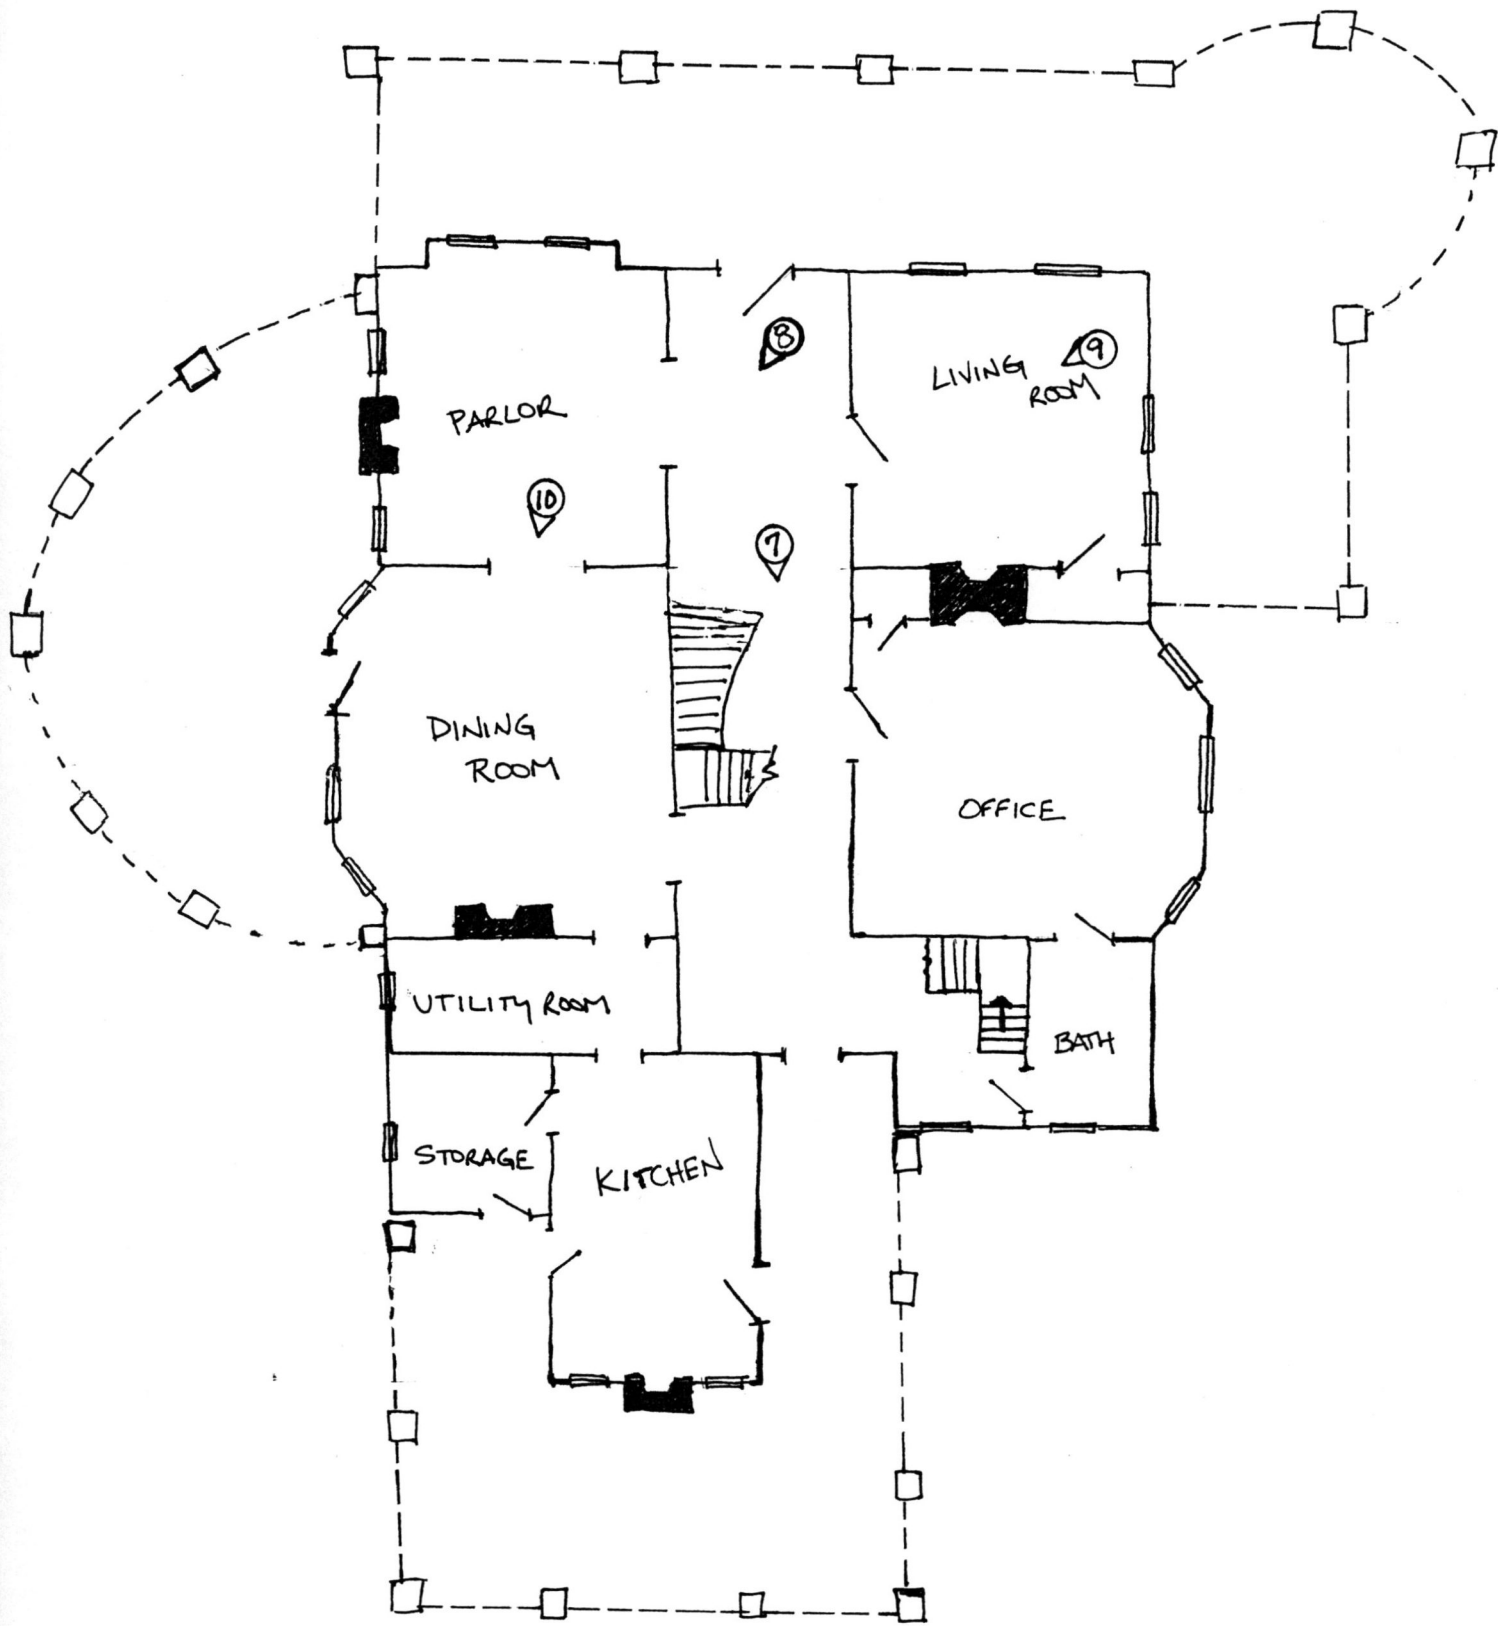 8
9
LIVING
ROOM
PARLOR
10
7
DINING
ROOM
OFFICE
UTILITY ROOM
BATH
STORAGE
KITCHEN